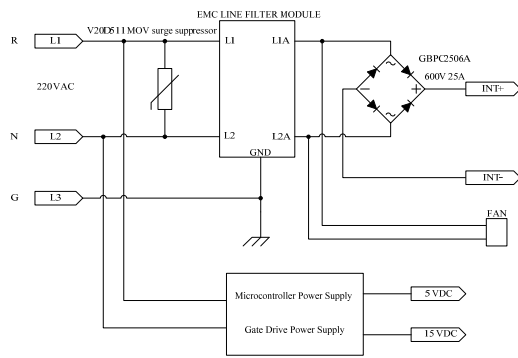 EMC LINE FILTER MODULE
R
L1
V20D511 MOV surge suppressor
L1
L1A
GBPC2506A
600V 25A
220VAC
INT+
N
L2
L2
L2A
GND
INT-
G
L3
FAN
Microcontroller Power Supply
5 VDC
Gate Drive Power Supply
15 VDC